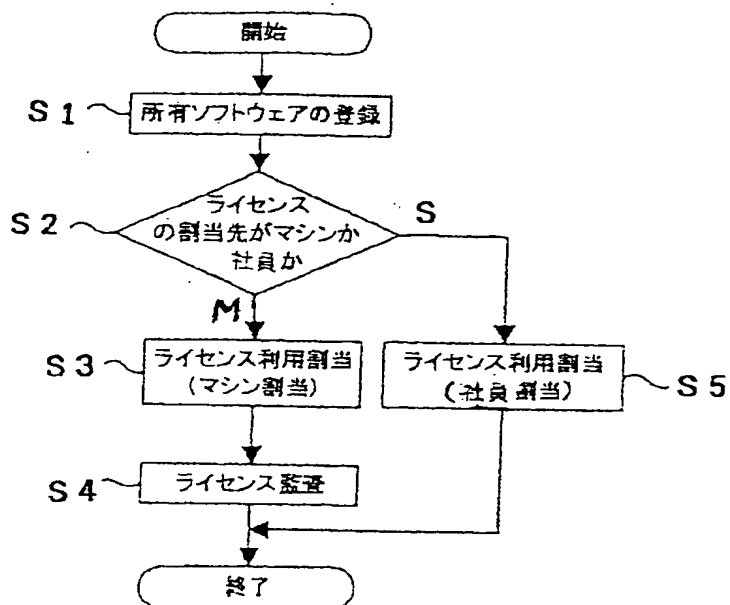 開始
S1
所有ソフトウェアの登録
S2
ライセンス
の割当先がマシンか
社員か
S
M
S3
ライセンス利用割当
(マシン割当)
ライセンス利用割当
(社員割当)
S5
S4
ライセンス監査
終了